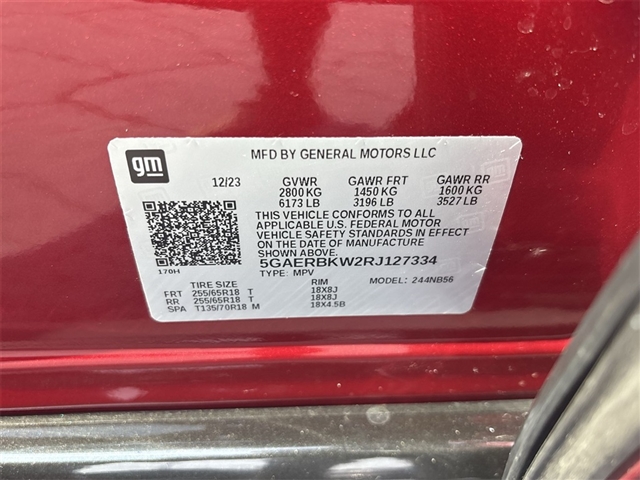 gm
MFD BY GENERAL MOTORS LLC
12/23 GVWR GAWR FRT GAWR RR
2800 KG 1450 KG 1600 KG
6173 LB 3196 LB 3527 LB
THIS VEHICLE CONFORMS TO ALL
APPLICABLE U.S. FEDERAL MOTOR
VEHICLE SAFETY STANDARDS IN EFFECT
ON THE DATE OF MANUFACTURE
SHOWN ABOVE.
170H
5GAERBKW2RJ127334
TYPE: MPV MODEL: 244NB56
TIRE SIZE RIM
FRT 255/65R18 T 18X8J
RR 255/65R18 T 18X8J
SPA T135/70R18 M 18X4.5B